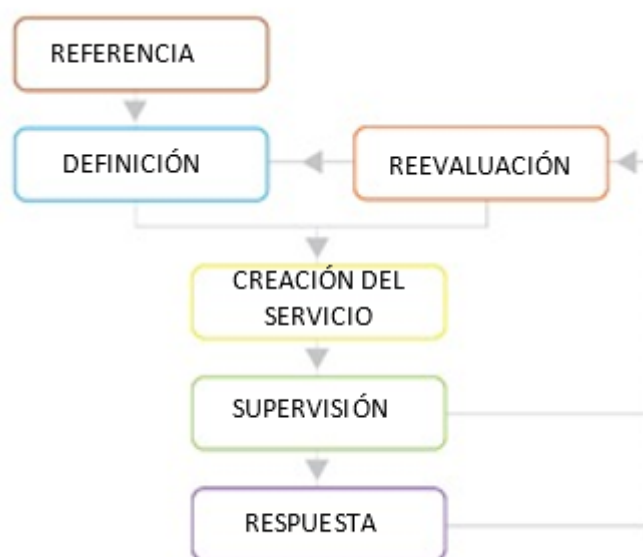 REFERENCIA
DEFINICIÓN
REEVALUACIÓN
CREACIÓN DEL
SERVICIO
SUPERVISIÓN
RESPUESTA